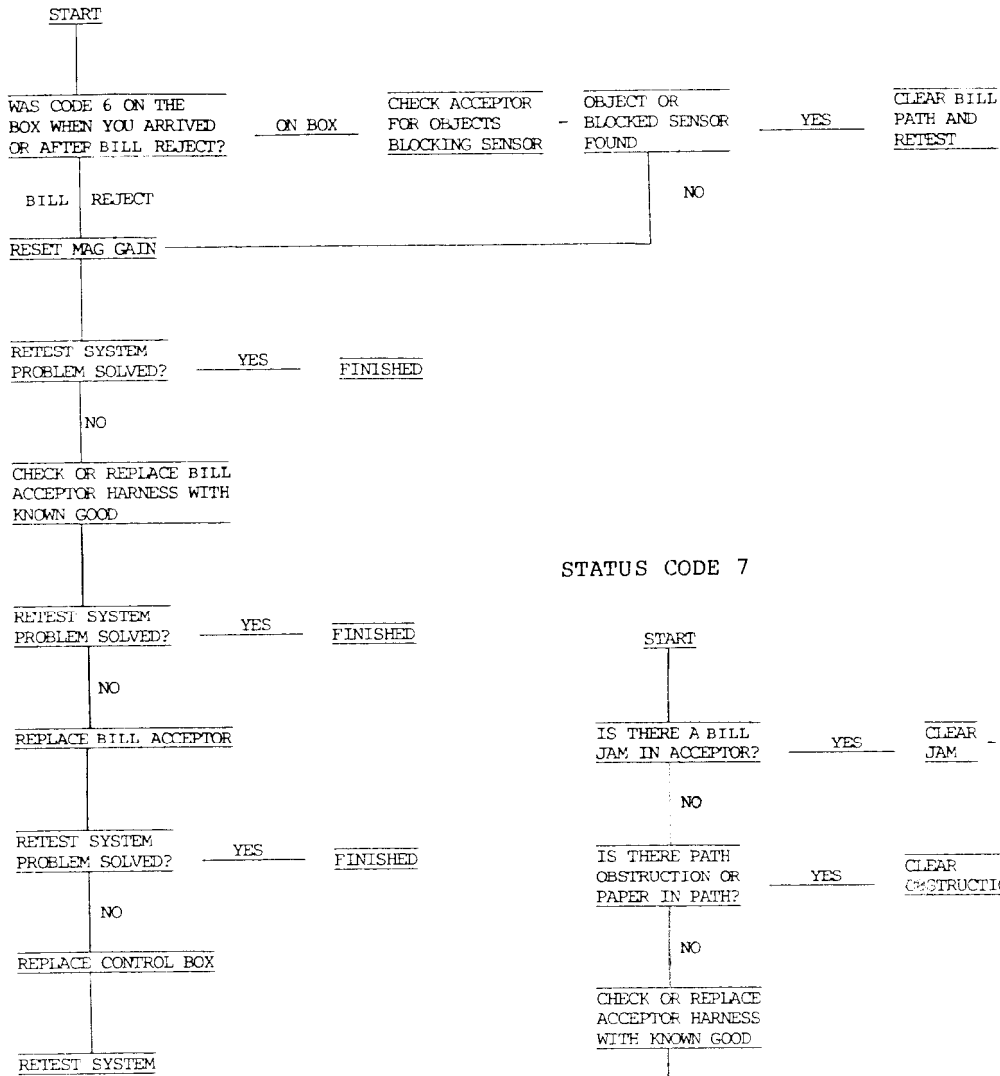 START
WAS CODE 6 ON THE
BOX WHEN YOU ARRIVED
OR AFTER BILL REJECT?
ON BOX
CHECK ACCEPTOR
FOR OBJECTS
BLOCKING SENSOR
OBJECT OR
BLOCKED SENSOR
FOUND
YES
CLEAR BILL
PATH AND
RETEST
NO
BILL REJECT
RESET MAG GAIN
RETEST SYSTEM
PROBLEM SOLVED?
YES
FINISHED
NO
CHECK OR REPLACE BILL
ACCEPTOR HARNESS WITH
KNOWN GOOD
RETEST SYSTEM
PROBLEM SOLVED?
YES
FINISHED
NO
REPLACE BILL ACCEPTOR
RETEST SYSTEM
PROBLEM SOLVED?
YES
FINISHED
NO
REPLACE CONTROL BOX
RETEST SYSTEM
STATUS CODE 7
START
IS THERE A BILL
JAM IN ACCEPTOR?
YES
CLEAR
JAM
NO
IS THERE PATH
OBSTRUCTION OR
PAPER IN PATH?
YES
CLEAR
NO
CHECK OR REPLACE
ACCEPTOR HARNESS
WITH KNOWN GOOD